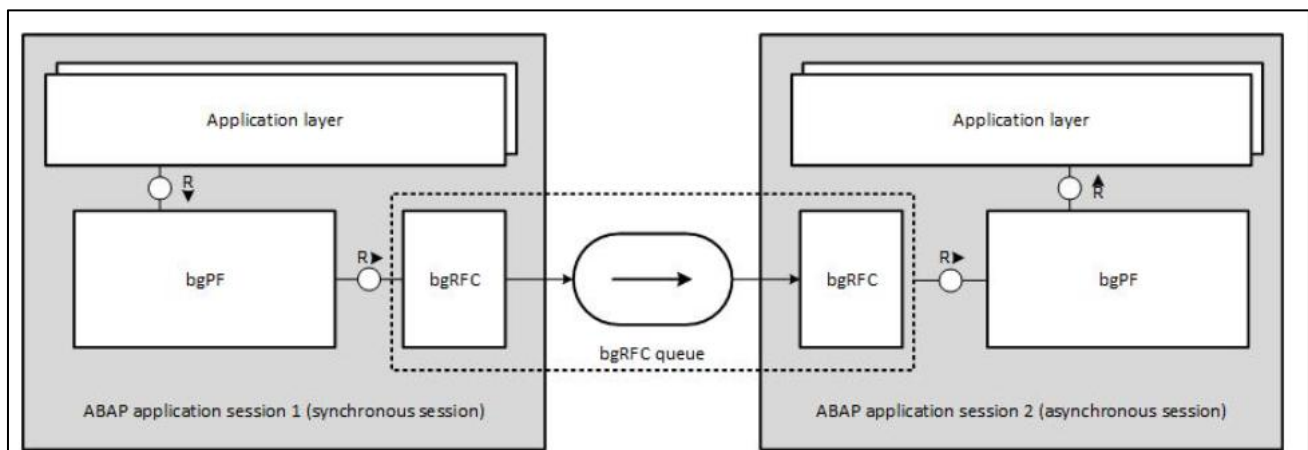 Application layer
R
bgPF
R
bgRFC
ABAP application session 1 (synchronous session)
bgRFC queue
Application layer
R
bgRFC
R
bgPF
ABAP application session 2 (asynchronous session)